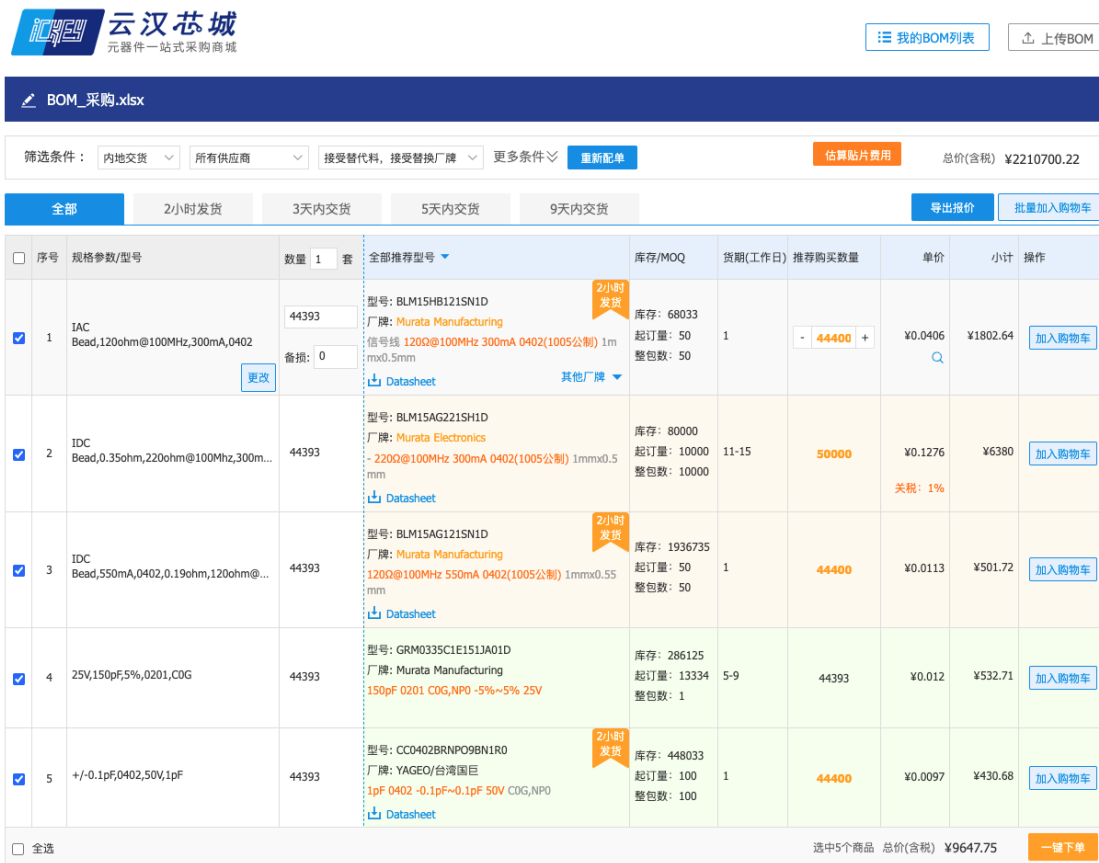 ICKEY 云汉芯城
元器件一站式采购商城
我的BOM列表
上传BOM
BOM_采购.xlsx
筛选条件： 内地交货 所有供应商 接受替代料，接受替换厂牌 更多条件 重新配单 估算贴片费用 总价(含税) ¥2210700.22
全部 2小时发货 3天内交货 5天内交货 9天内交货 导出报价 批量加入购物车
序号 规格参数/型号 数量 1 套 全部推荐型号 库存/MOQ 货期(工作日) 推荐购买数量 单价 小计 操作
1
IAC
Bead,120ohm@100MHz,300mA,0402
更改
44393
备损: 0
型号: BLM15HB121SN1D
厂牌: Murata Manufacturing
信号线 120Ω@100MHz 300mA 0402(1005公制) 1m
mx0.5mm
Datasheet
其他厂牌
2小时
发货
库存: 68033
起订量: 50
整包数: 50
1
- 44400 +
¥0.0406
¥1802.64
加入购物车
2
IDC
Bead,0.35ohm,220ohm@100MHz,300m...
44393
型号: BLM15AG221SH1D
厂牌: Murata Electronics
- 220Ω@100MHz 300mA 0402(1005公制) 1mmx0.5
mm
Datasheet
库存: 80000
起订量: 10000
整包数: 10000
11-15
50000
¥0.1276
关税: 1%
¥6380
加入购物车
3
IDC
Bead,550mA,0402,0.19ohm,120ohm@...
44393
型号: BLM15AG121SN1D
厂牌: Murata Manufacturing
120Ω@100MHz 550mA 0402(1005公制) 1mmx0.55
mm
Datasheet
2小时
发货
库存: 1936735
起订量: 50
整包数: 50
1
44400
¥0.0113
¥501.72
加入购物车
4
25V,150pF,5%,0201,C0G
44393
型号: GRM0335C1E151JA01D
厂牌: Murata Manufacturing
150pF 0201 C0G,NP0 -5%~5% 25V
库存: 286125
起订量: 13334
整包数: 1
5-9
44393
¥0.012
¥532.71
加入购物车
5
+/-0.1pF,0402,50V,1pF
44393
型号: CC0402BRNPO9BN1R0
厂牌: YAGEO/台湾国巨
1pF 0402 -0.1pF~0.1pF 50V C0G,NP0
Datasheet
2小时
发货
库存: 448033
起订量: 100
整包数: 100
1
44400
¥0.0097
¥430.68
加入购物车
全选 选中5个商品 总价(含税) ¥9647.75 一键下单